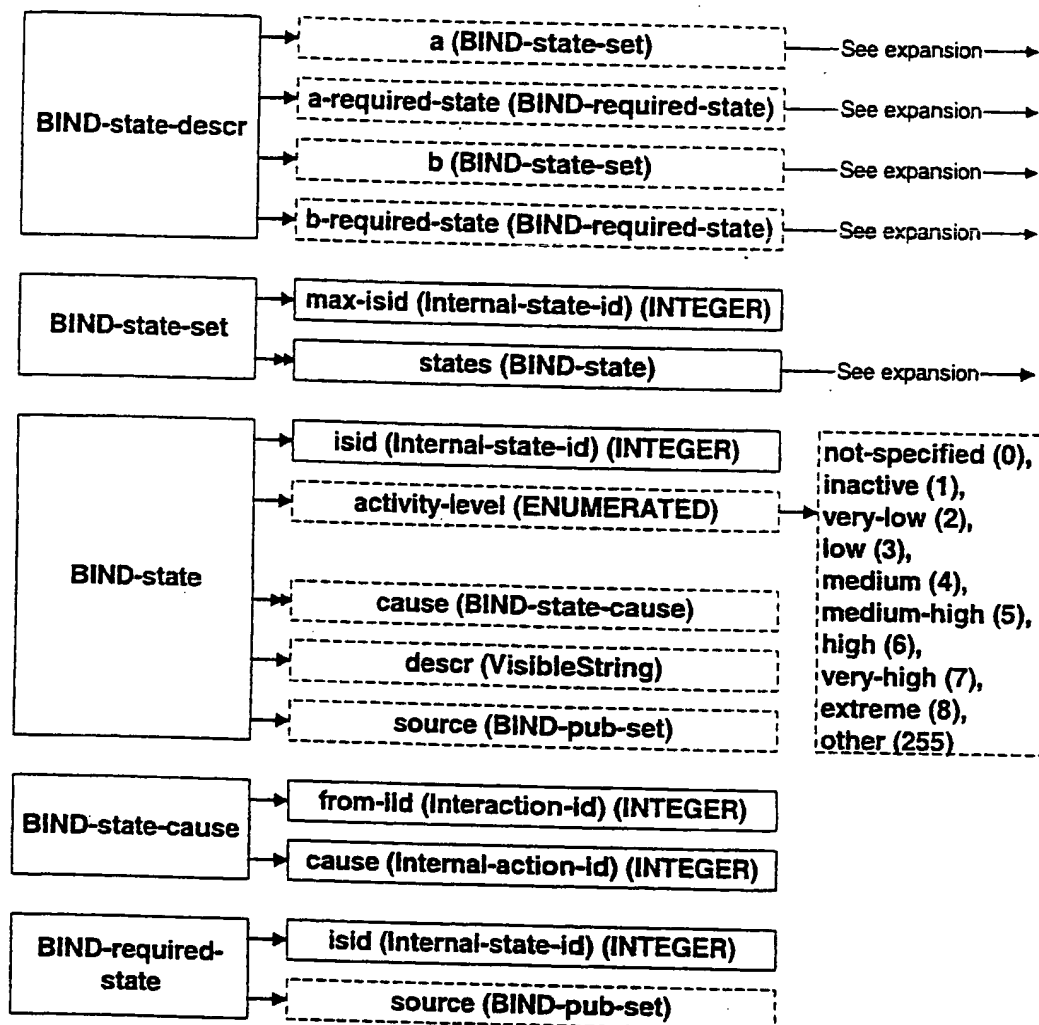 BIND-state-descr
a (BIND-state-set)
See expansion
a-required-state (BIND-required-state)
See expansion
b (BIND-state-set)
See expansion
b-required-state (BIND-required-state)
See expansion
BIND-state-set
max-isid (Internal-state-id) (INTEGER)
states (BIND-state)
See expansion
BIND-state
isid (Internal-state-id) (INTEGER)
activity-level (ENUMERATED)
cause (BIND-state-cause)
descr (VisibleString)
source (BIND-pub-set)
not-specified (0),
inactive (1),
very-low (2),
low (3),
medium (4),
medium-high (5),
high (6),
very-high (7),
extreme (8),
other (255)
BIND-state-cause
from-iid (Interaction-id) (INTEGER)
cause (Internal-action-id) (INTEGER)
BIND-required-
state
isid (Internal-state-id) (INTEGER)
source (BIND-pub-set)